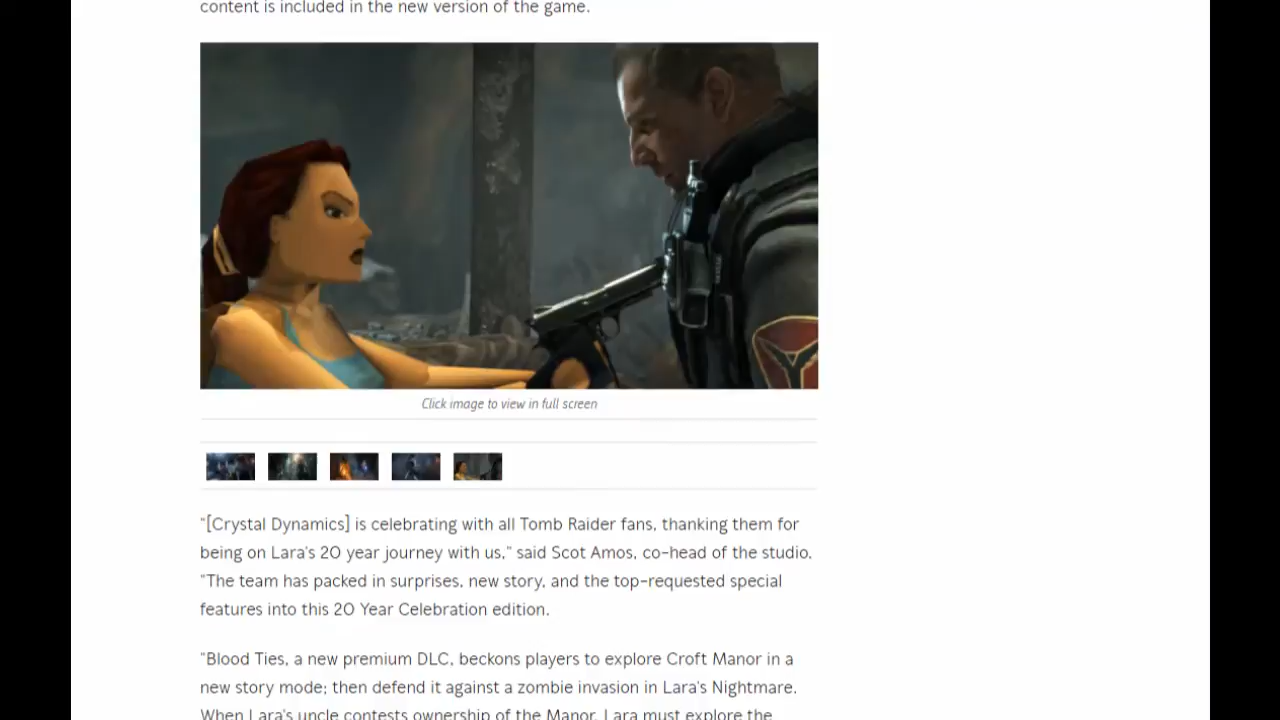 content is included in the new version of the game.
Click image to view in full screen
"[Crystal Dynamics] is celebrating with all Tomb Raider fans, thanking them for
being on Lara's 20 year journey with us," said Scot Amos, co-head of the studio.
"The team has packed in surprises, new story, and the top-requested special
features into this 20 Year Celebration edition.
"Blood Ties, a new premium DLC, beckons players to explore Croft Manor in a
new story mode; then defend it against a zombie invasion in Lara's Nightmare.
When Lara's uncle contests ownership of the Manor, Lara must explore the